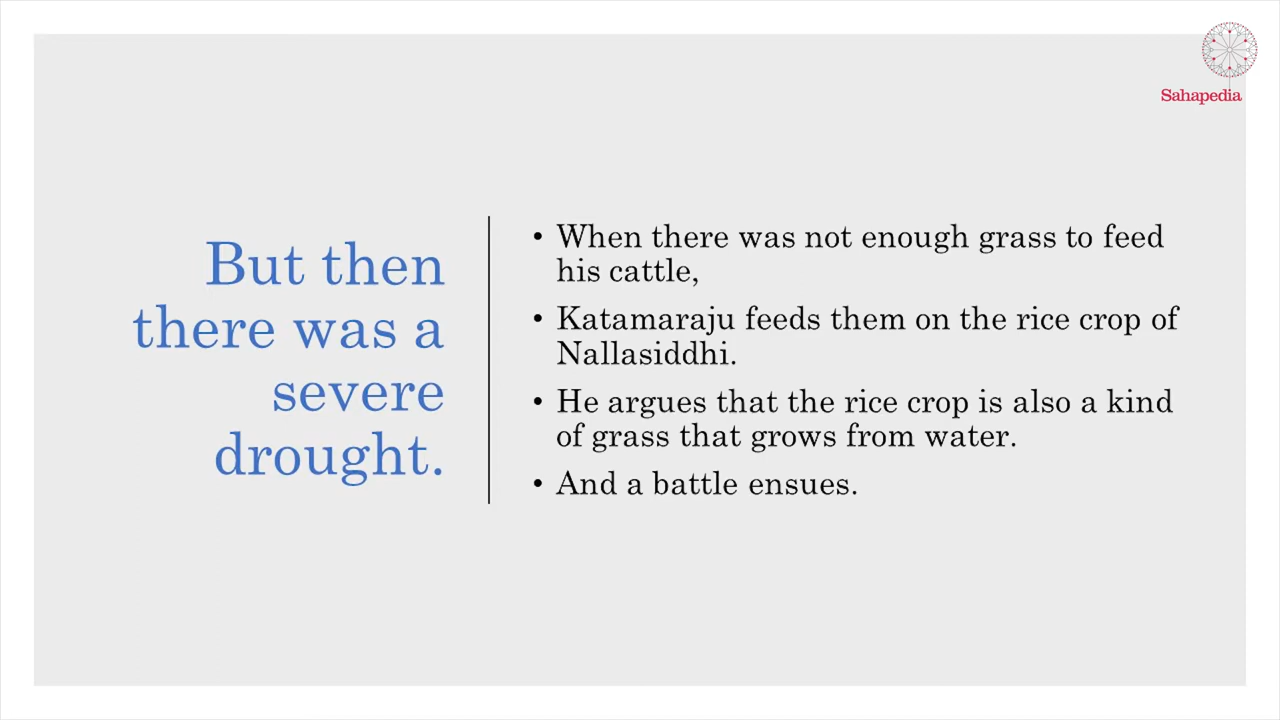 Sahapedia
But then
there was a
severe
drought.
• When there was not enough grass to feed
his cattle,
• Katamaraju feeds them on the rice crop of
Nallasiddhi.
• He argues that the rice crop is also a kind
of grass that grows from water.
• And a battle ensues.